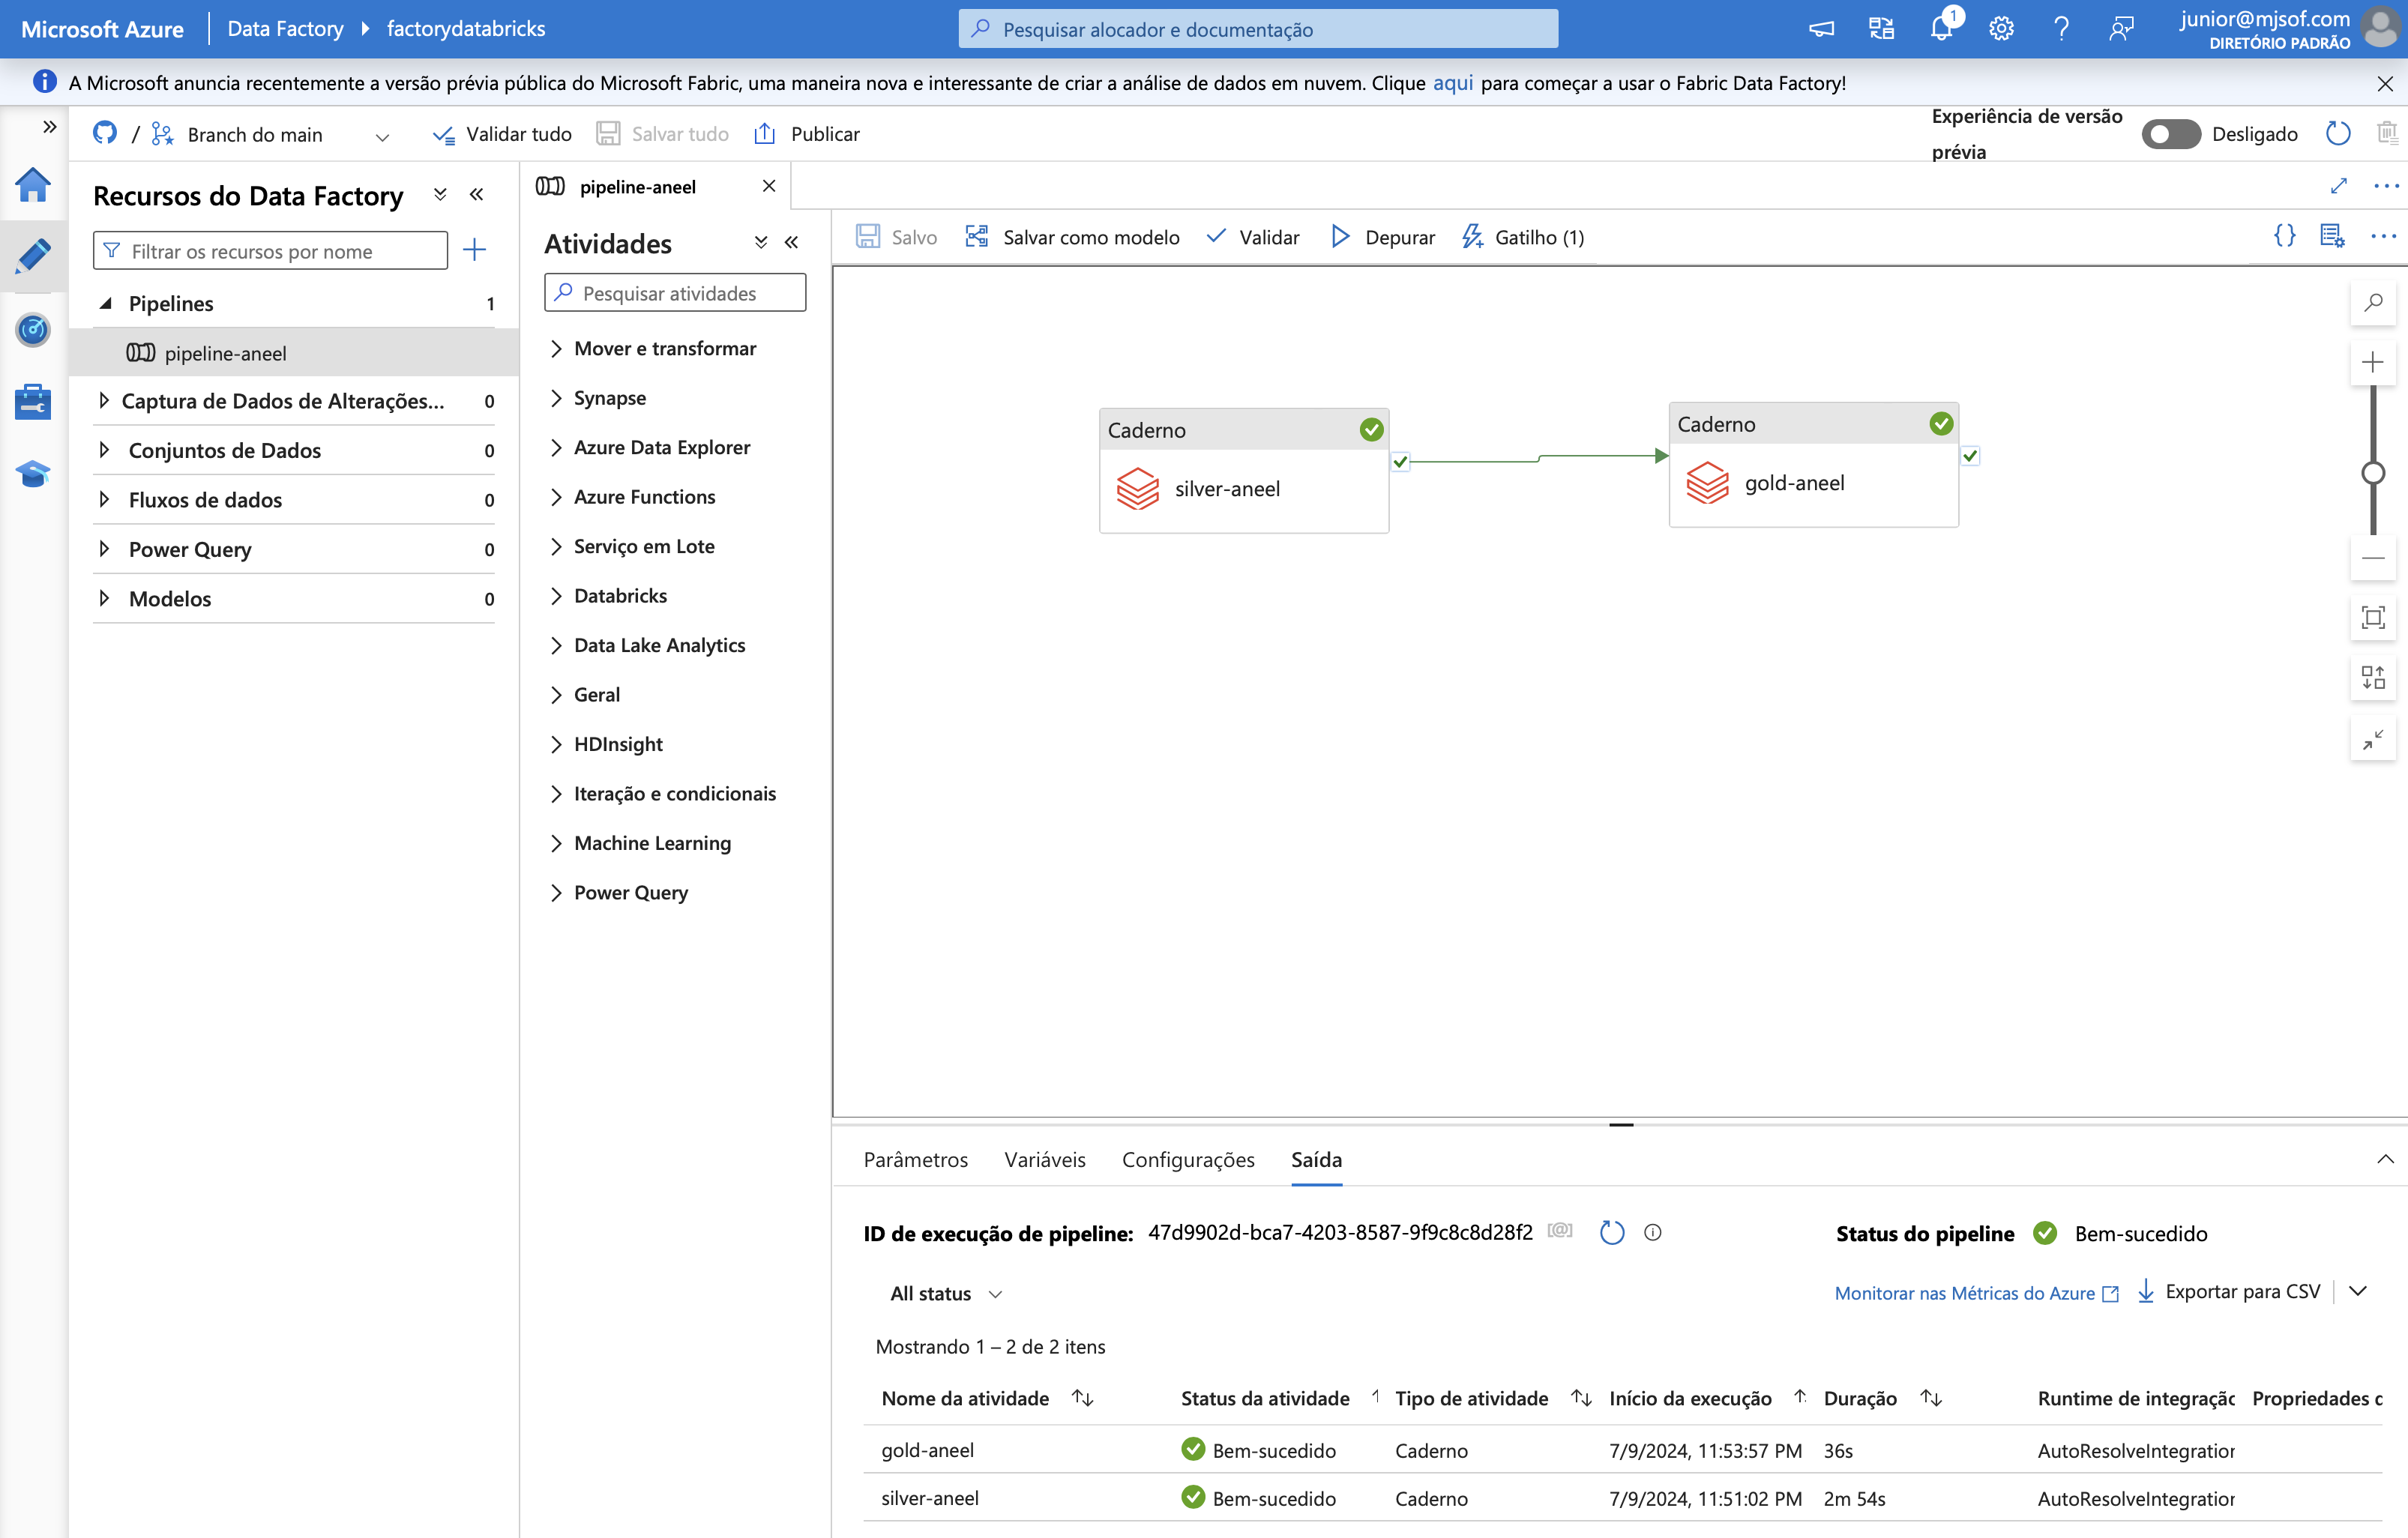 Microsoft Azure Data Factory factorydatabricks Pesquisar alocador e documentação 1 junior@mjsof.com
DIRETÓRIO PADRÃO
A Microsoft anuncia recentemente a versão prévia pública do Microsoft Fabric, uma maneira nova e interessante de criar a análise de dados em nuvem. Clique aqui para começar a usar o Fabric Data Factory!
/ Branch do main Validar tudo Salvar tudo Publicar Experiência de versão prévia Desligado
Recursos do Data Factory
Filtrar os recursos por nome
Pipelines 1
pipeline-aneel
Captura de Dados de Alterações... 0
Conjuntos de Dados 0
Fluxos de dados 0
Power Query 0
Modelos 0
pipeline-aneel
Atividades
Pesquisar atividades
Mover e transformar
Synapse
Azure Data Explorer
Azure Functions
Serviço em Lote
Databricks
Data Lake Analytics
Geral
HDInsight
Iteração e condicionais
Machine Learning
Power Query
Salvo Salvar como modelo Validar Depurar Gatilho (1) {}
Caderno
silver-aneel
Caderno
gold-aneel
Parâmetros Variáveis Configurações Saída
ID de execução de pipeline: 47d9902d-bca7-4203-8587-9f9c8c8d28f2 [@] Status do pipeline Bem-sucedido
All status Monitorar nas Métricas do Azure Exportar para CSV
Mostrando 1 – 2 de 2 itens
Nome da atividade Status da atividade Tipo de atividade Início da execução Duração Runtime de integração Propriedades
gold-aneel Bem-sucedido Caderno 7/9/2024, 11:53:57 PM 36s AutoResolveIntegration
silver-aneel Bem-sucedido Caderno 7/9/2024, 11:51:02 PM 2m 54s AutoResolveIntegration